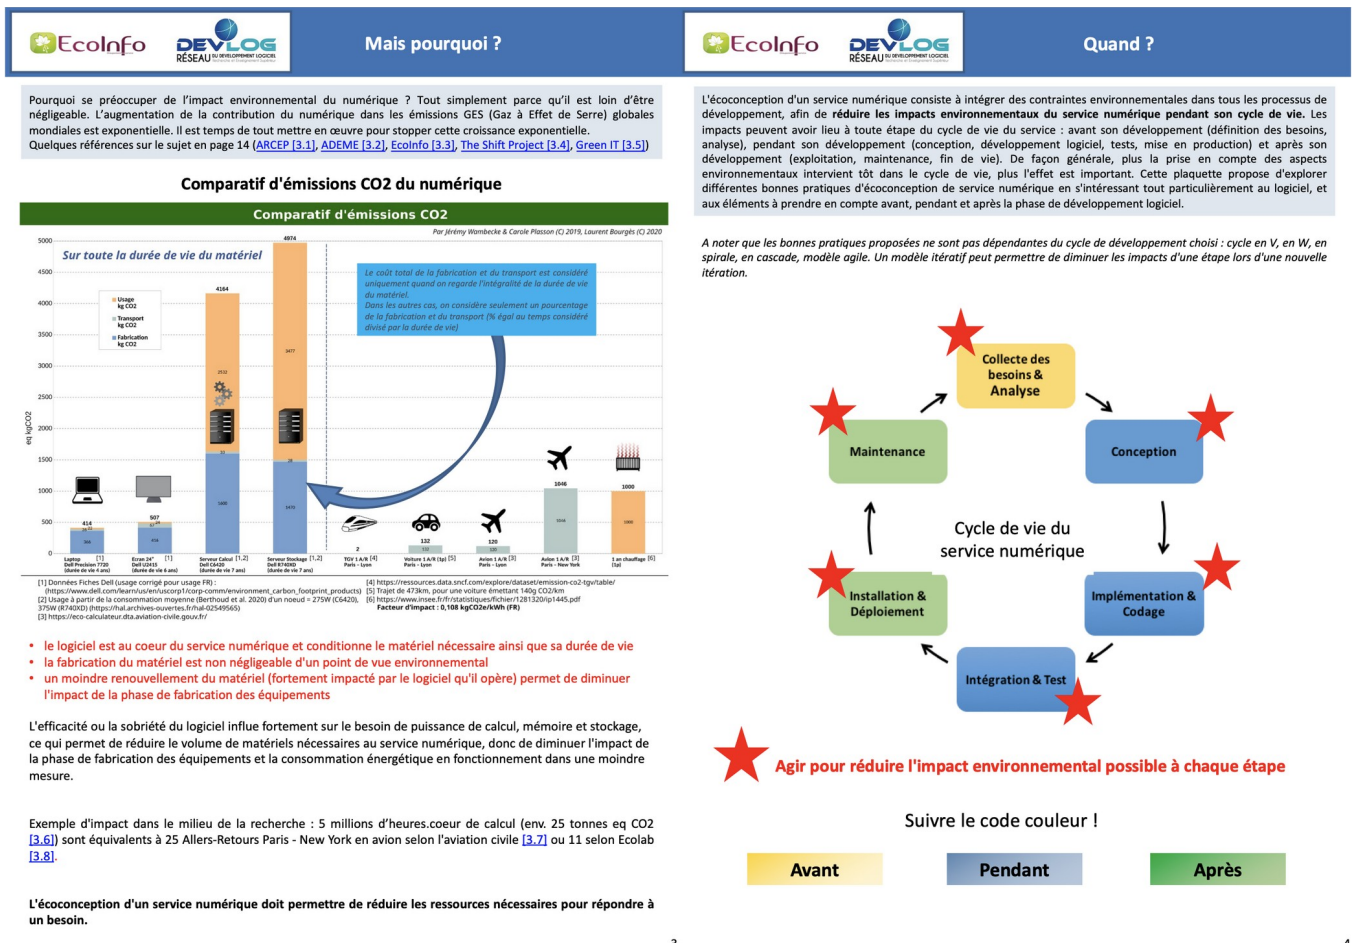 EcoInfo
DEVLOG
RÉSEAU DU DEVELOPPEMENT LOGICIEL
Recherche et Enseignement Supérieur
Mais pourquoi ?
Pourquoi se préoccuper de l'impact environnemental du numérique ? Tout simplement parce qu'il est loin d'être
négligeable. L'augmentation de la contribution du numérique dans les émissions GES (Gaz à Effet de Serre) globales
mondiales est exponentielle. Il est temps de tout mettre en œuvre pour stopper cette croissance exponentielle.
Quelques références sur le sujet en page 14 (ARCEP [3.1], ADEME [3.2], EcoInfo [3.3], The Shift Project [3.4], Green IT [3.5])
Comparatif d'émissions CO2 du numérique
Comparatif d'émissions CO2
Par Jérémy Wambecke & Carole Plasson (C) 2019, Laurent Bourgès (C) 2020
Sur toute la durée de vie du matériel
eq kgCO2
5000
4500
4000
3500
3000
2500
2000
1500
1000
500
0
Usage
kg CO2
Transport
kg CO2
Fabrication
kg CO2
Le coût total de la fabrication et du transport est considéré
uniquement quand on regarde l'intégralité de la durée de vie
du matériel.
Dans les autres cas, on considère seulement un pourcentage
de la fabrication et du transport (% égal au temps considéré
divisé par la durée de vie)
414
507
4164
2933
4974
3477
2
132
132
120
120
1046
1046
1000
1000
Laptop [1]
Dell Precision 7720
(durée de vie 4 ans)
Ecran 24" [1]
Dell U2415
(durée de vie 6 ans)
Serveur Calcul [1,2]
Dell C6420
(durée de vie 7 ans)
Serveur Stockage [1,2]
Dell R740XD
(durée de vie 7 ans)
TGV 1 A/R [4]
Paris - Lyon
Voiture 1 A/R (1p) [5]
Paris - Lyon
Avion 1 A/R [3]
Paris - Lyon
Avion 1 A/R [3]
Paris - New York
1 an chauffage [6]
(1p)
[1] Données Fiches Dell (usage corrigé pour usage FR) :
(https://www.dell.com/learn/us/en/uscorp1/corp-comm/environment_carbon_footprint_products)
[2] Usage à partir de la consommation moyenne (Berthoud et al. 2020) d'un noeud = 275W (C6420),
375W (R740XD) (https://hal.archives-ouvertes.fr/hal-02549565)
[3] https://eco-calculateur.dta.aviation-civile.gouv.fr/
[4] https://ressources.data.sncf.com/explore/dataset/emission-co2-tgv/table/
[5] Trajet de 473km, pour une voiture émettant 140g CO2/km
[6] https://www.insee.fr/fr/statistiques/fichier/1281320/ip1445.pdf
Facteur d'impact : 0,108 kgCO2e/kWh (FR)
• le logiciel est au coeur du service numérique et conditionne le matériel nécessaire ainsi que sa durée de vie
• la fabrication du matériel est non négligeable d'un point de vue environnemental
• un moindre renouvellement du matériel (fortement impacté par le logiciel qu'il opère) permet de diminuer
l'impact de la phase de fabrication des équipements
L'efficacité ou la sobriété du logiciel influe fortement sur le besoin de puissance de calcul, mémoire et stockage,
ce qui permet de réduire le volume de matériels nécessaires au service numérique, donc de diminuer l'impact de
la phase de fabrication des équipements et la consommation énergétique en fonctionnement dans une moindre
mesure.
Exemple d'impact dans le milieu de la recherche : 5 millions d'heures.coeur de calcul (env. 25 tonnes eq CO2
[3.6]) sont équivalents à 25 Allers-Retours Paris - New York en avion selon l'aviation civile [3.7] ou 11 selon Ecolab
[3.8].
L'écoconception d'un service numérique doit permettre de réduire les ressources nécessaires pour répondre à
un besoin.
EcoInfo
DEVLOG
RÉSEAU DU DEVELOPPEMENT LOGICIEL
Recherche et Enseignement Supérieur
Quand ?
L'écoconception d'un service numérique consiste à intégrer des contraintes environnementales dans tous les processus de
développement, afin de réduire les impacts environnementaux du service numérique pendant son cycle de vie. Les
impacts peuvent avoir lieu à toute étape du cycle de vie du service : avant son développement (définition des besoins,
analyse), pendant son développement (conception, développement logiciel, tests, mise en production) et après son
développement (exploitation, maintenance, fin de vie). De façon générale, plus la prise en compte des aspects
environnementaux intervient tôt dans le cycle de vie, plus l'effet est important. Cette plaquette propose d'explorer
différentes bonnes pratiques d'écoconception de service numérique en s'intéressant tout particulièrement au logiciel, et
aux éléments à prendre en compte avant, pendant et après la phase de développement logiciel.
A noter que les bonnes pratiques proposées ne sont pas dépendantes du cycle de développement choisi : cycle en V, en W, en
spirale, en cascade, modèle agile. Un modèle itératif peut permettre de diminuer les impacts d'une étape lors d'une nouvelle
itération.
Collecte des
besoins &
Analyse
Maintenance
Conception
Cycle de vie du
service numérique
Installation &
Déploiement
Implémentation &
Codage
Intégration & Test
Agir pour réduire l'impact environnemental possible à chaque étape
Suivre le code couleur !
Avant
Pendant
Après